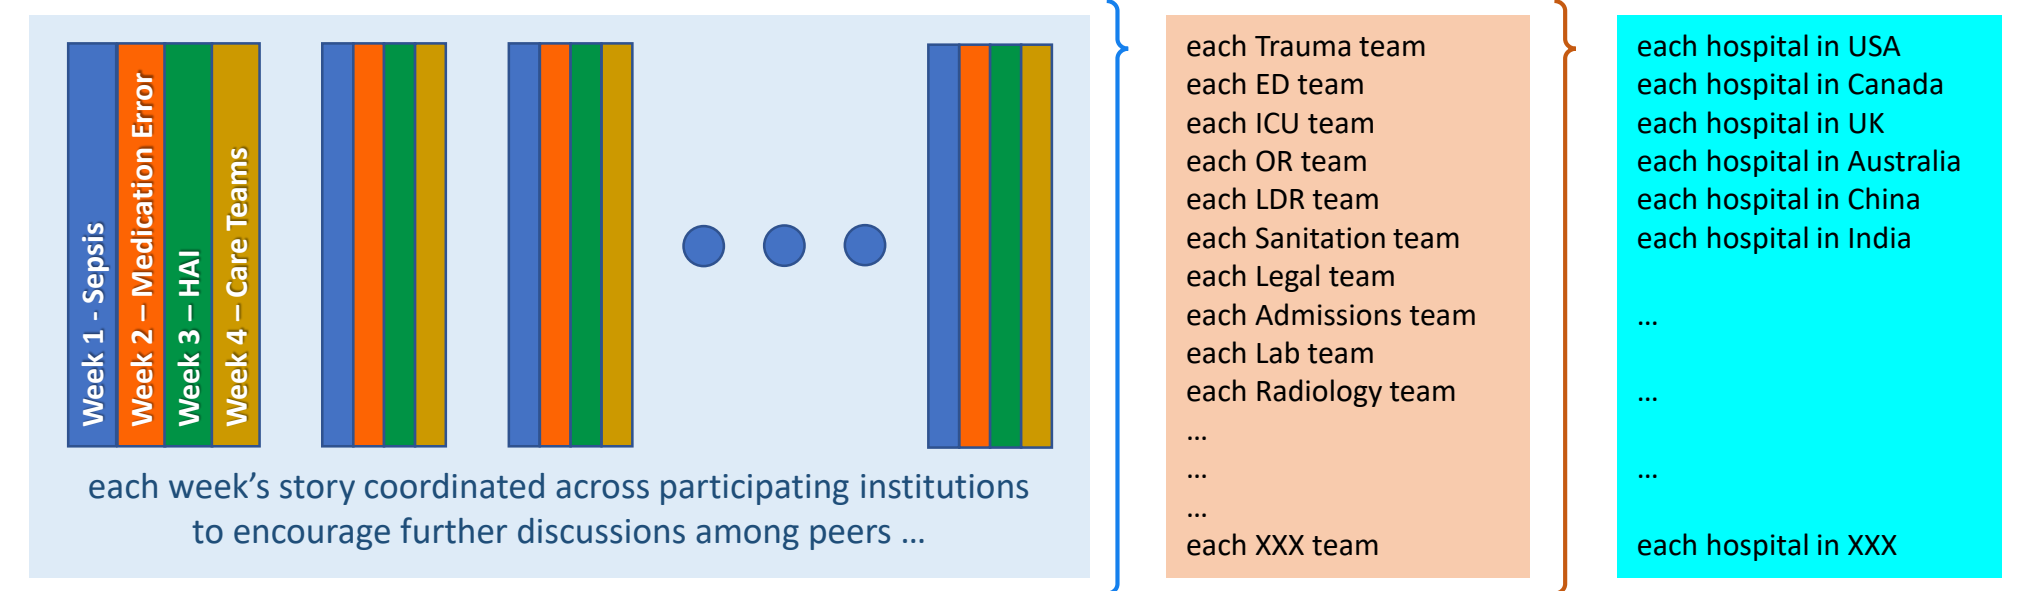 Week 1 - Sepsis
Week 2 – Medication Error
Week 3 – HAI
Week 4 – Care Teams
each week’s story coordinated across participating institutions
to encourage further discussions among peers …
each Trauma team
each ED team
each ICU team
each OR team
each LDR team
each Sanitation team
each Legal team
each Admissions team
each Lab team
each Radiology team
…
…
…
each XXX team
each hospital in USA
each hospital in Canada
each hospital in UK
each hospital in Australia
each hospital in China
each hospital in India
…
…
…
each hospital in XXX